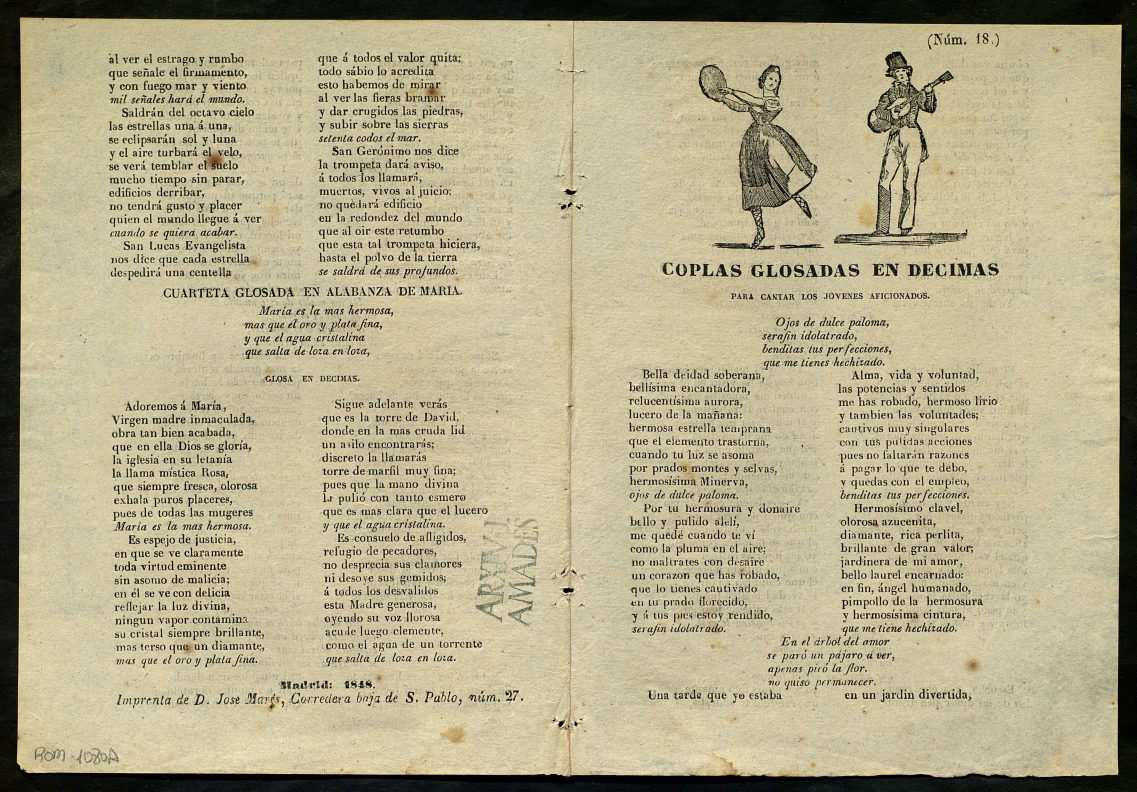 al ver el estrago y rumbo
que señale el firmamento,
y con fuego mar y viento
mil señales hará el mundo.
Saldrán del octavo cielo
las estrellas una á una,
se eclipsarán sol y luna
y el aire turbará el velo,
se verá temblar el suelo
mucho tiempo sin parar,
edificios derribar,
no tendrá gusto y placer
quien el mundo llegue á ver
cuando se quiera acabar.
San Lucas Evangelista
nos dice que cada estrella
despedirá una centella
que á todos el valor quita;
todo sábio lo acredita
esto habemos de mirar
al ver las fieras bramar
y dar crugidos las piedras,
y subir sobre las sierras
setenta codos el mar.
San Gerónimo nos dice
la trompeta dará aviso,
á todos los llamará,
muertos, vivos al juicio;
no quedará edificio
en la redondez del mundo
que al oir este retumbo
que esta tal trompeta hiciera,
hasta el polvo de la tierra
se saldrá de sus profundos.
CUARTETA GLOSADA EN ALABANZA DE MARIA.
María es la mas hermosa,
mas que el oro y plata fina,
y que el agua cristalina
que salta de loza en loza,
GLOSA EN DECIMAS.
Adoremos á María,
Virgen madre inmaculada,
obra tan bien acabada,
que en ella Dios se gloría,
la iglesia en su letanía
la llama mística Rosa,
que siempre fresca, olorosa
exhala puros placeres,
pues de todas las mugeres
María es la mas hermosa.
Es espejo de justicia,
en que se ve claramente
toda virtud eminente
sin asomo de malicia;
en él se ve con delicia
reflejar la luz divina,
ningun vapor contamina
su cristal siempre brillante,
mas terso que un diamante,
mas que el oro y plata fina.
Sigue adelante verás
que es la torre de David,
donde en la mas cruda lid
un asilo encontrarás;
discreto la llamarás
torre de marfil muy fina;
pues que la mano divina
la pulió con tanto esmero
que es mas clara que el lucero
y que el agua cristalina.
Es consuelo de afligidos,
refugio de pecadores,
no desprecia sus clamores
ni desoye sus gemidos;
á todos los desvalidos
esta Madre generosa,
oyendo su voz llorosa
acude luego clemente,
como el agua de un torrente
que salta de loza en loza.
Madrid: 1848.
Imprenta de D. José Marés, Corredera baja de S. Pablo, núm. 27.
ARXIU J.
AMADES
ROM-1080A
(Núm. 18.)
COPLAS GLOSADAS EN DECIMAS
PARA CANTAR LOS JOVENES AFICIONADOS.
Ojos de dulce paloma,
serafin idolatrado,
benditas tus perfecciones,
que me tienes hechizado.
Bella deidad soberana,
bellísima encantadora,
relucentísima aurora,
lucero de la mañana:
hermosa estrella temprana
que el elemento trastorna,
cuando tu luz se asoma
por prados montes y selvas,
hermosísima Minerva,
ojos de dulce paloma.
Por tu hermosura y donaire
bello y pulido alelí,
me quedé cuando te ví
como la pluma en el aire;
no maltrates con desaire
un corazon que has robado,
que lo tienes cautivado
en tu prado florecido,
y á tus pies estoy rendido,
serafin idolatrado.
Alma, vida y voluntad,
las potencias y sentidos
me has robado, hermoso lirio
y tambien las voluntades;
cautivos muy singulares
con tus pulidas acciones
pues no faltarán razones
á pagar lo que te debo,
y quedas con el empleo,
benditas tus perfecciones.
Hermosísimo clavel,
olorosa azucenita,
diamante, rica perlita,
brillante de gran valor;
jardinera de mi amor,
bello laurel encarnado:
en fin, ángel humanado,
pimpollo de la hermosura
y hermosísima cintura,
que me tiene hechizado.
En el árbol del amor
se paró un pájaro á ver,
apenas picó la flor.
no quiso permanecer.
Una tarde que yo estaba
en un jardin divertida,